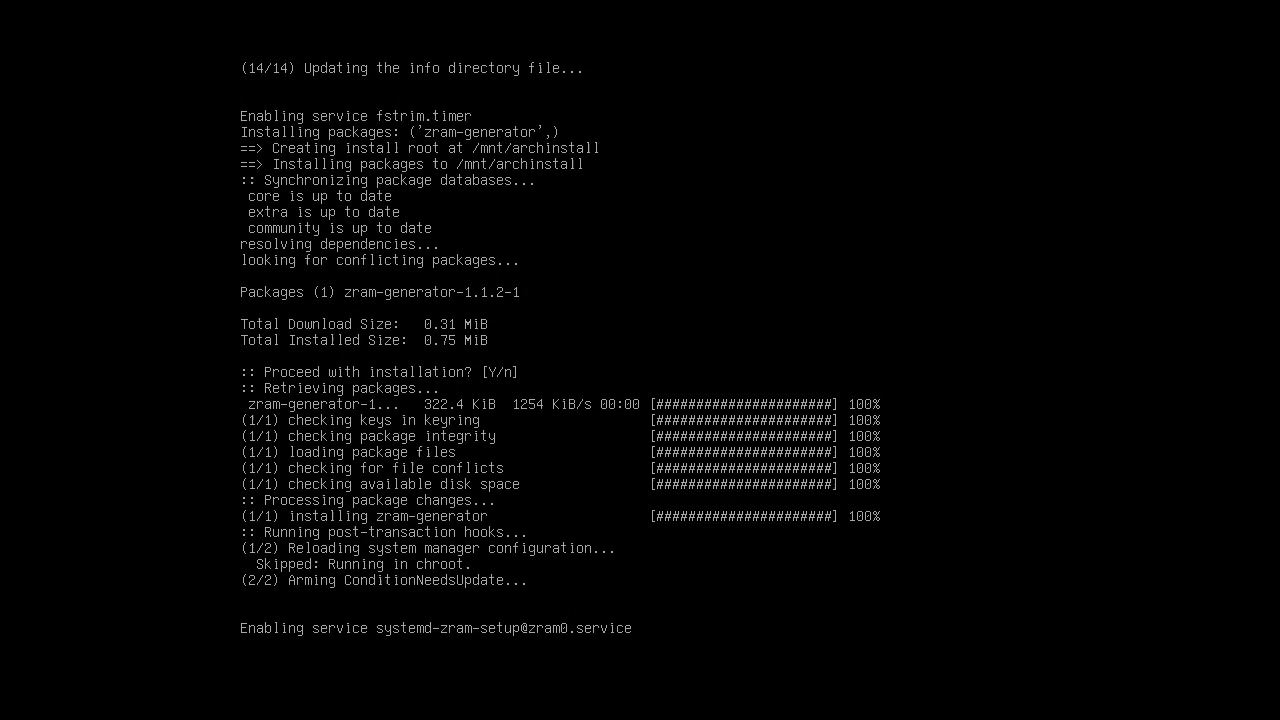 (14/14) Updating the info directory file...
Enabling service fstrim.timer
Installing packages: ('zram-generator',)
==> Creating install root at /mnt/archinstall
==> Installing packages to /mnt/archinstall
:: Synchronizing package databases...
 core is up to date
 extra is up to date
 community is up to date
resolving dependencies...
looking for conflicting packages...
Packages (1) zram-generator-1.1.2-1
Total Download Size:   0.31 MiB
Total Installed Size:  0.75 MiB
:: Proceed with installation? [Y/n]
:: Retrieving packages...
 zram-generator-1...   322.4 KiB  1254 KiB/s 00:00 [######################] 100%
(1/1) checking keys in keyring                     [######################] 100%
(1/1) checking package integrity                   [######################] 100%
(1/1) loading package files                        [######################] 100%
(1/1) checking for file conflicts                  [######################] 100%
(1/1) checking available disk space                [######################] 100%
:: Processing package changes...
(1/1) installing zram-generator                    [######################] 100%
:: Running post-transaction hooks...
(1/2) Reloading system manager configuration...
  Skipped: Running in chroot.
(2/2) Arming ConditionNeedsUpdate...
Enabling service systemd-zram-setup@zram0.service